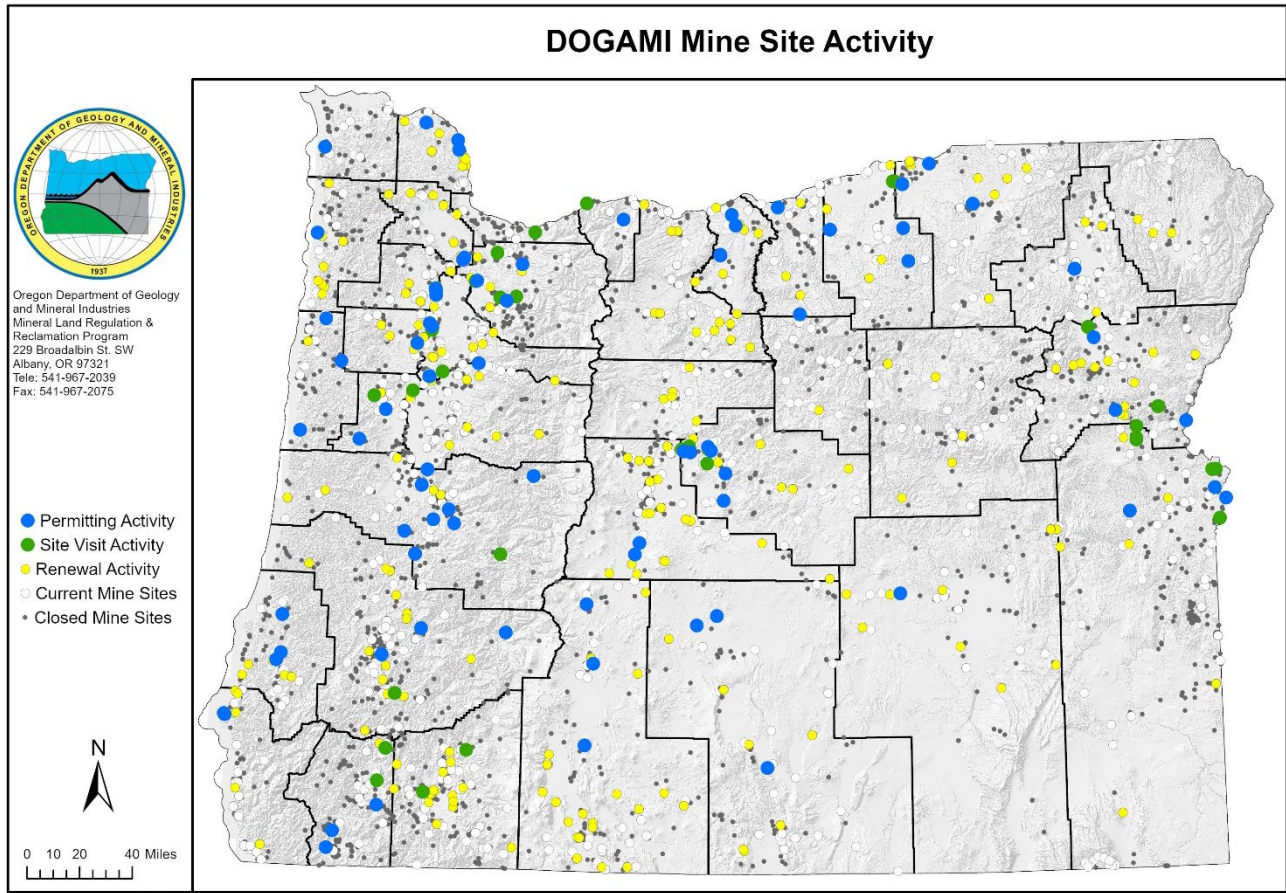 DOGAMI Mine Site Activity
OREGON DEPARTMENT OF GEOLOGY AND MINERAL INDUSTRIES
1937
Oregon Department of Geology
and Mineral Industries
Mineral Land Regulation &
Reclamation Program
229 Broadalbin St. SW
Albany, OR 97321
Tele: 541-967-2039
Fax: 541-967-2075
Permitting Activity
Site Visit Activity
Renewal Activity
Current Mine Sites
Closed Mine Sites
N
0 10 20 40 Miles